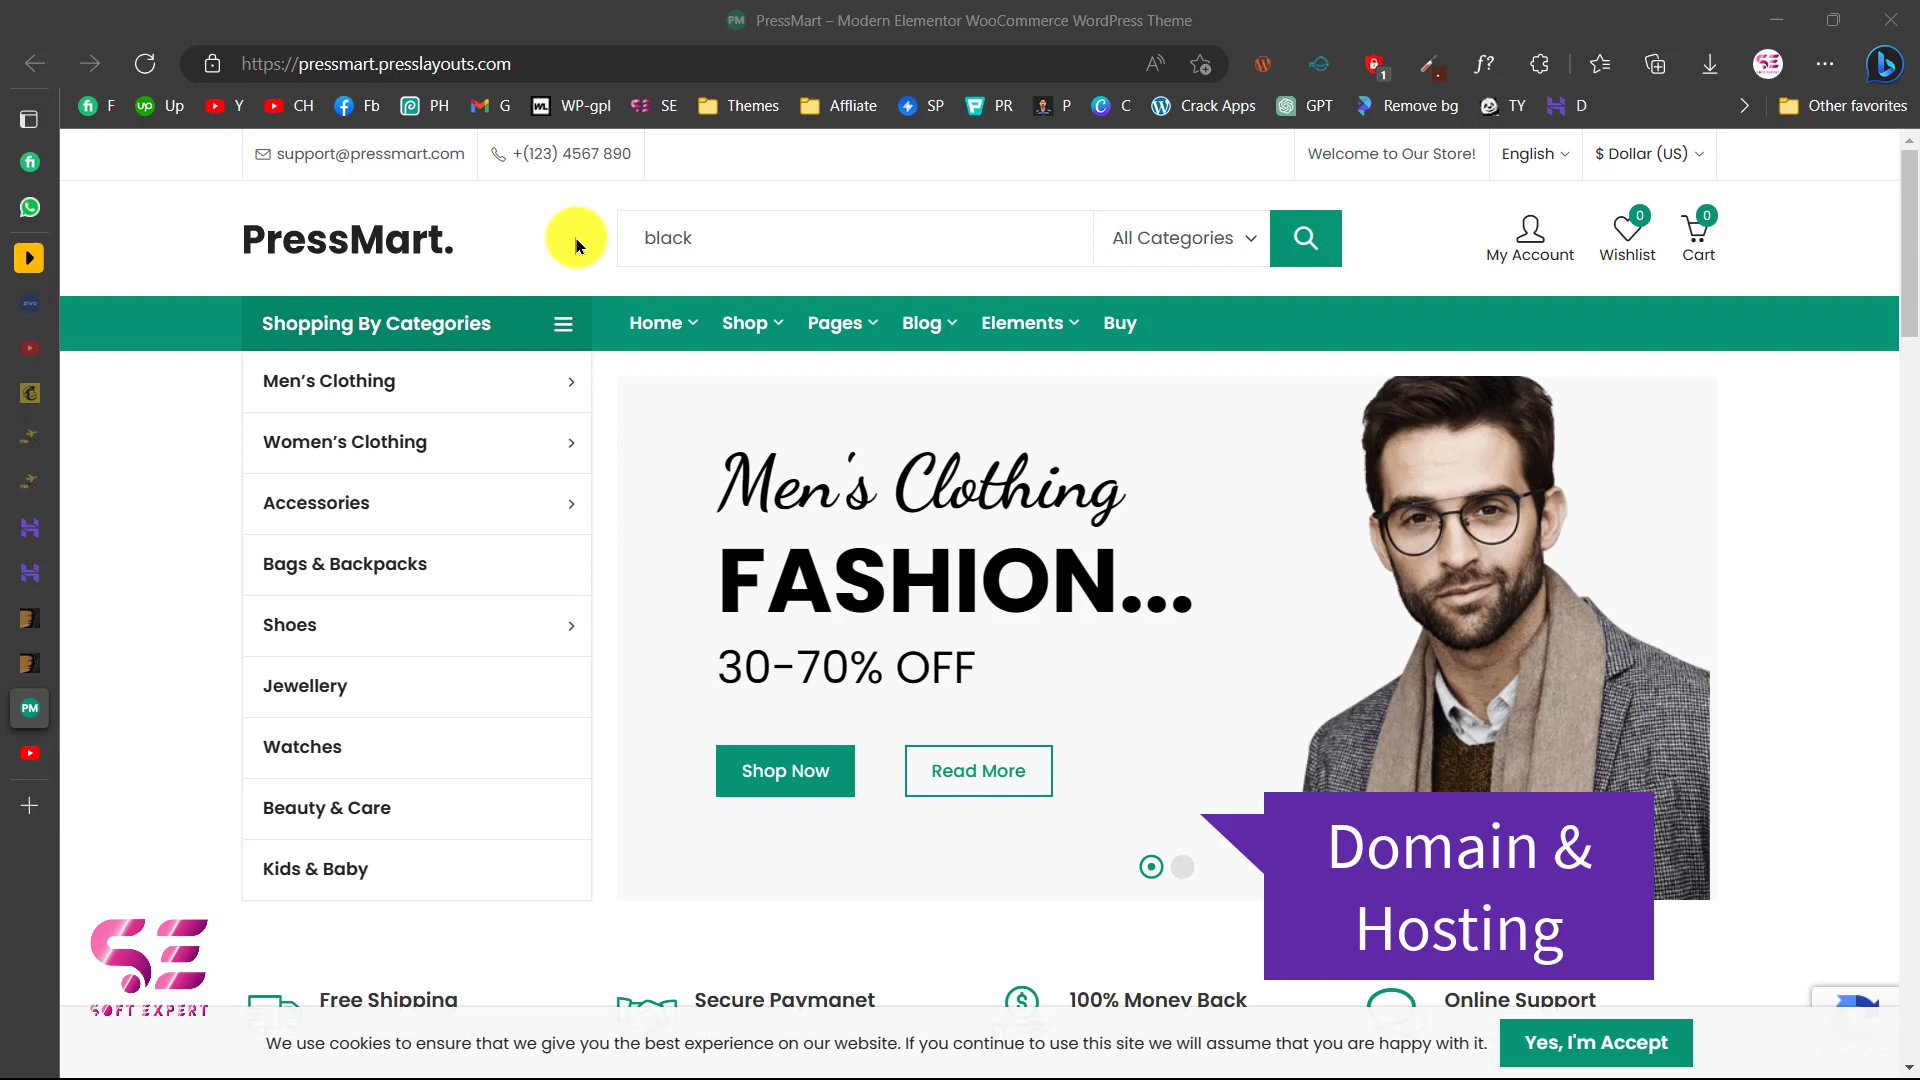 PM PressMart – Modern Elementor WooCommerce WordPress Theme
https://pressmart.presslayouts.com
1
F Up Y CH Fb PH G WP-gpl SE Themes Affliate SP PR P C Crack Apps GPT Remove bg TY D Other favorites
support@pressmart.com +(123) 4567 890 Welcome to Our Store! English $ Dollar (US)
PressMart. black All Categories
0 0
My Account Wishlist Cart
Shopping By Categories Home Shop Pages Blog Elements Buy
Men’s Clothing
Women’s Clothing
Accessories
Bags & Backpacks
Shoes
Jewellery
Watches
Beauty & Care
Kids & Baby
Men's Clothing
FASHION...
30-70% OFF
Shop Now Read More
Domain &
Hosting
PM
SE
SOFT EXPERT
Free Shipping Secure Paymanet 100% Money Back Online Support
We use cookies to ensure that we give you the best experience on our website. If you continue to use this site we will assume that you are happy with it. Yes, I'm Accept